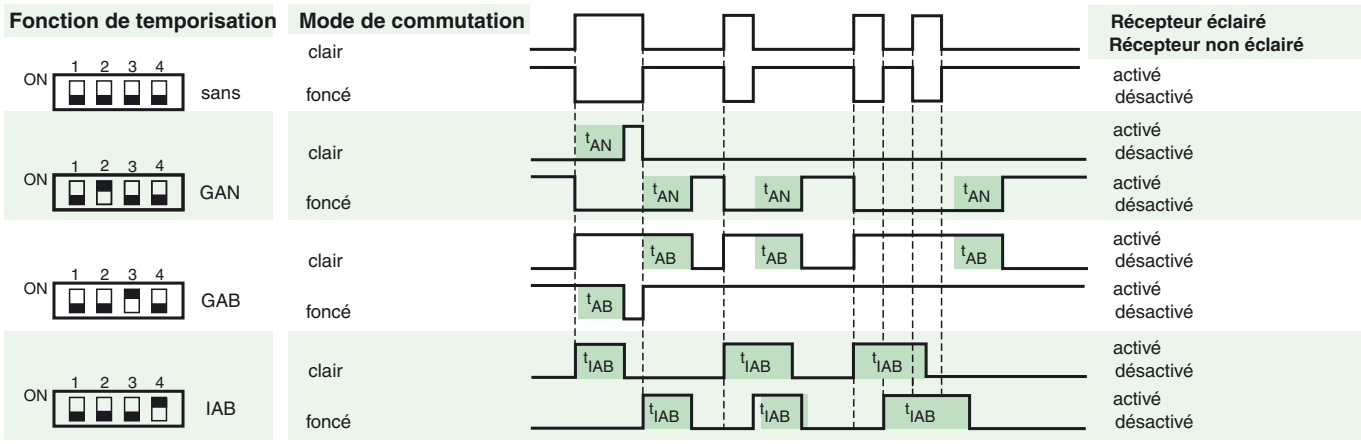 Fonction de temporisation Mode de commutation Récepteur éclairé
Récepteur non éclairé
clair
ON 1 2 3 4 sans
foncé activé
désactivé
clair tAN activé
désactivé
ON 1 2 3 4 GAN
foncé tAN tAN tAN activé
désactivé
clair tAB tAB tAB activé
désactivé
ON 1 2 3 4 GAB
foncé tAB activé
désactivé
clair tIAB tIAB tIAB activé
désactivé
ON 1 2 3 4 IAB
foncé tIAB tIAB tIAB activé
désactivé